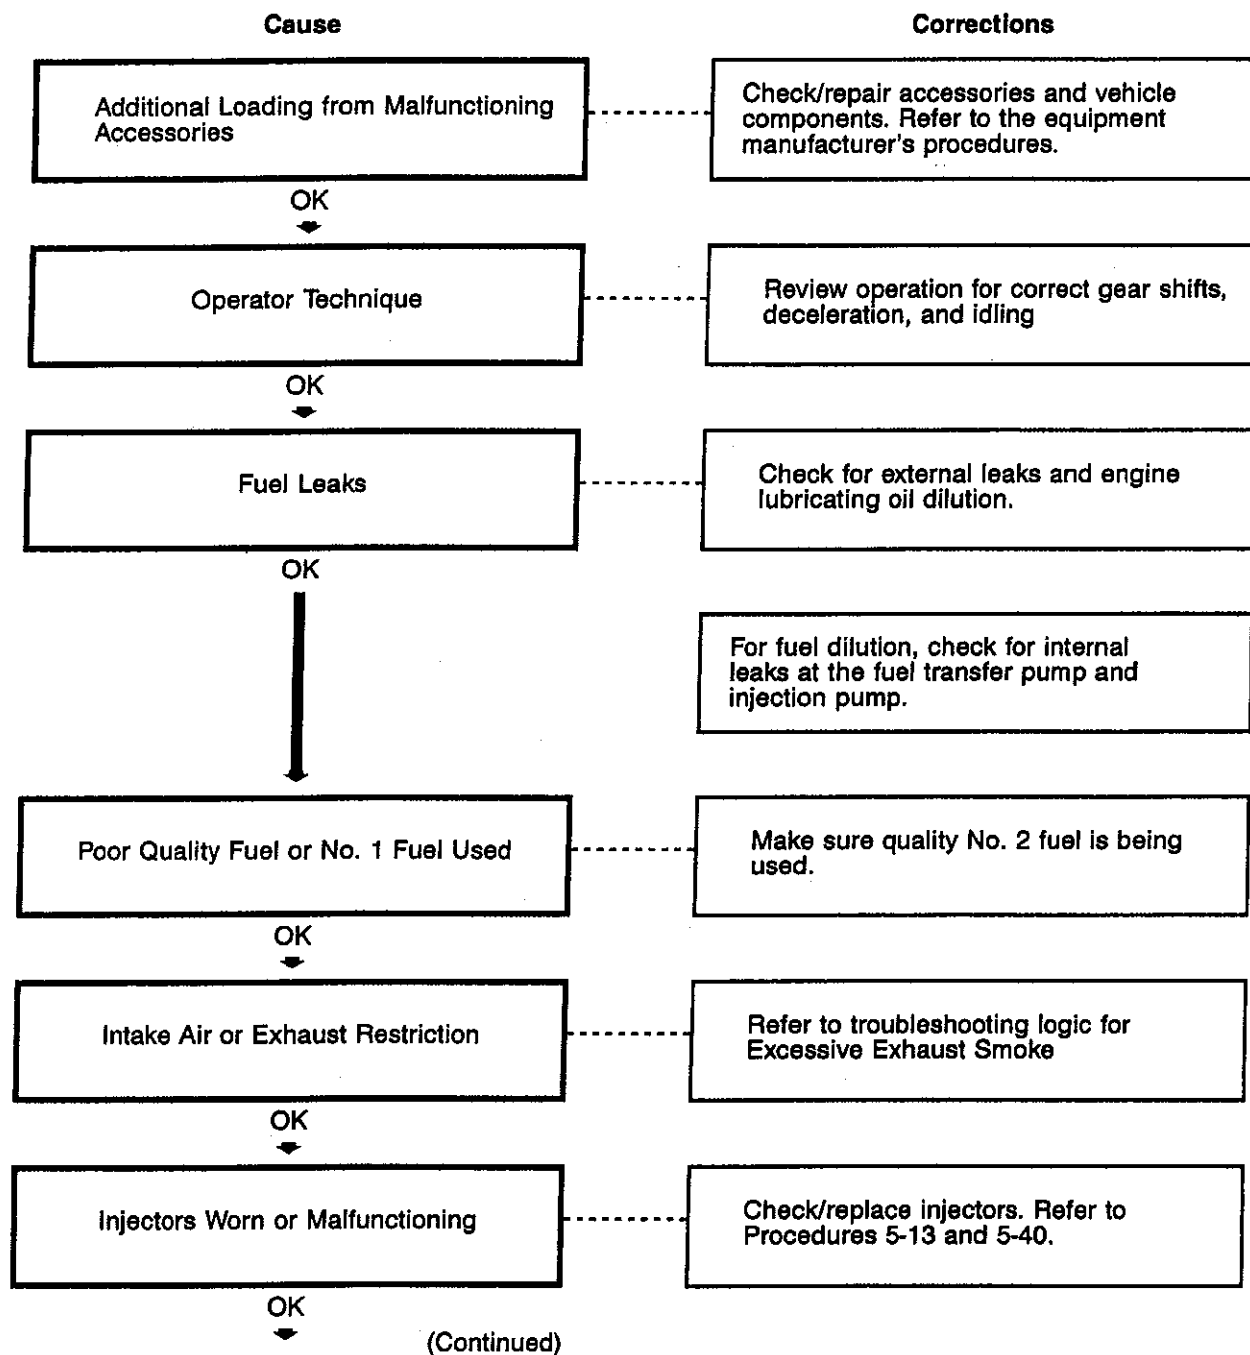 Cause
Corrections
Additional Loading from Malfunctioning
Accessories
Check/repair accessories and vehicle
components. Refer to the equipment
manufacturer's procedures.
OK
Operator Technique
Review operation for correct gear shifts,
deceleration, and idling
OK
Fuel Leaks
Check for external leaks and engine
lubricating oil dilution.
OK
For fuel dilution, check for internal
leaks at the fuel transfer pump and
injection pump.
Poor Quality Fuel or No. 1 Fuel Used
Make sure quality No. 2 fuel is being
used.
OK
Intake Air or Exhaust Restriction
Refer to troubleshooting logic for
Excessive Exhaust Smoke
OK
Injectors Worn or Malfunctioning
Check/replace injectors. Refer to
Procedures 5-13 and 5-40.
OK
(Continued)